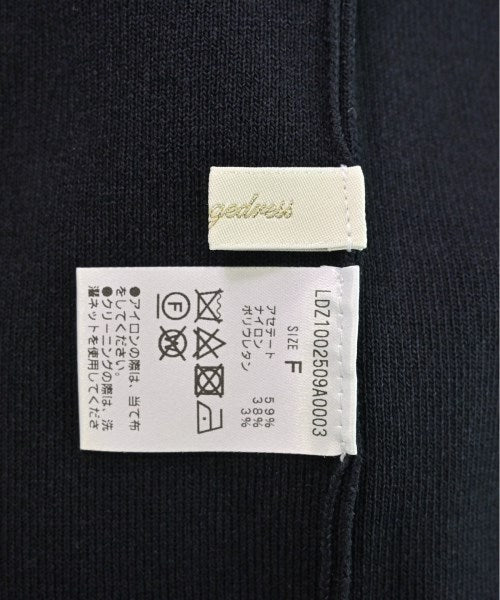 gedress
LDZ1002509A0003
SIZE F
アセテート 59%
ナイロン 38%
ポリウレタン 3%
F
●アイロンの際は、当て布
をしてください。
●クリーニングの際は、洗
濯ネットを使用してくださ